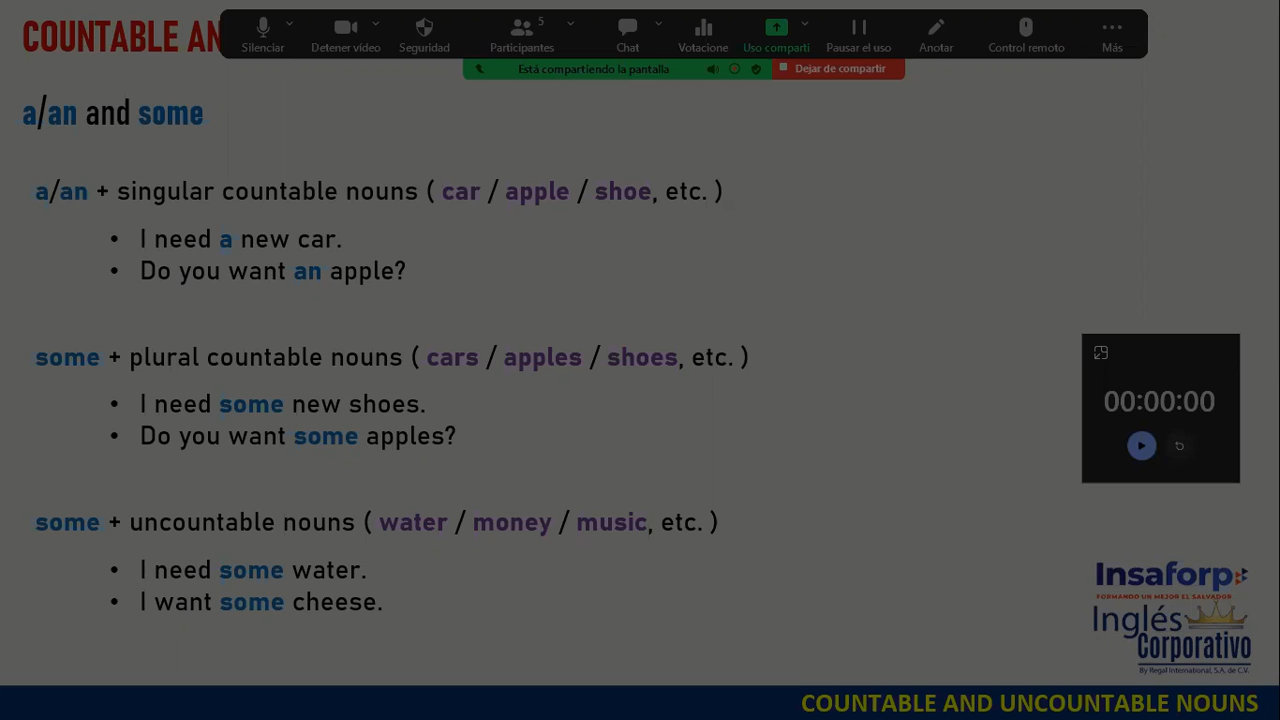 COUNTABLE AN
Silenciar
Detener vídeo
Seguridad
Participantes
5
Chat
Votacione
Uso comparti
Pausar el uso
Anotar
Control remoto
Más
Está compartiendo la pantalla
Dejar de compartir
a/an and some
a/an + singular countable nouns ( car / apple / shoe, etc. )
• I need a new car.
• Do you want an apple?
some + plural countable nouns ( cars / apples / shoes, etc. )
• I need some new shoes.
• Do you want some apples?
00:00:00
some + uncountable nouns ( water / money / music, etc. )
• I need some water.
• I want some cheese.
Insaforp
FORMANDO UN MEJOR EL SALVADOR
Inglés
Corporativo
By Regal International, S.A. de C.V.
COUNTABLE AND UNCOUNTABLE NOUNS